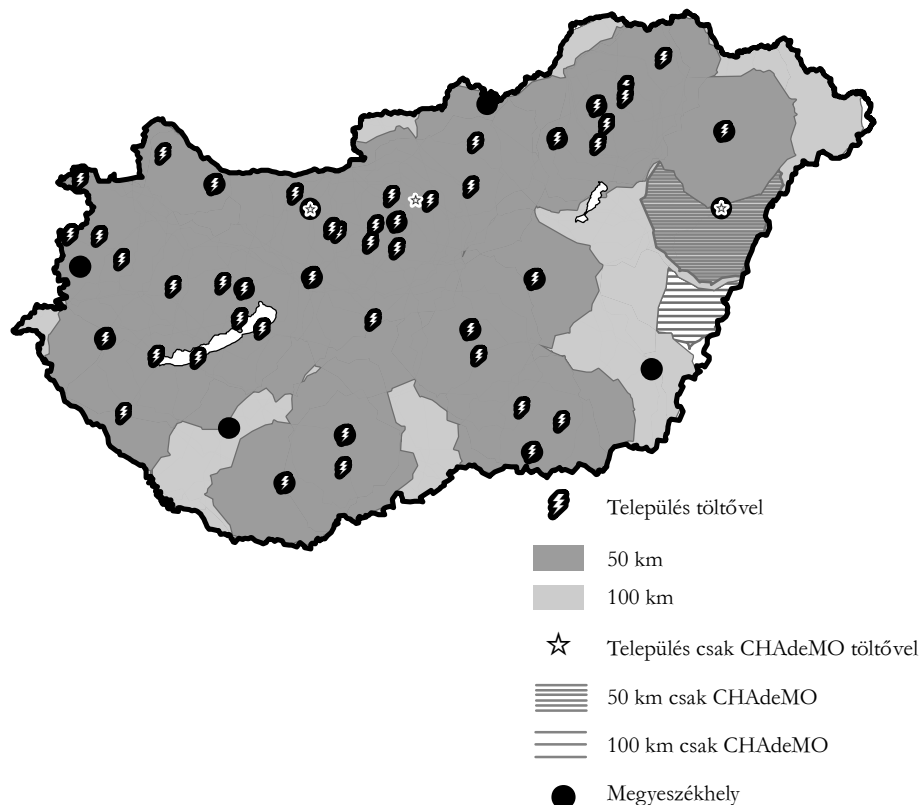 Település töltővel
50 km
100 km
Település csak CHAdeMO töltővel
50 km csak CHAdeMO
100 km csak CHAdeMO
Megyeszékhely